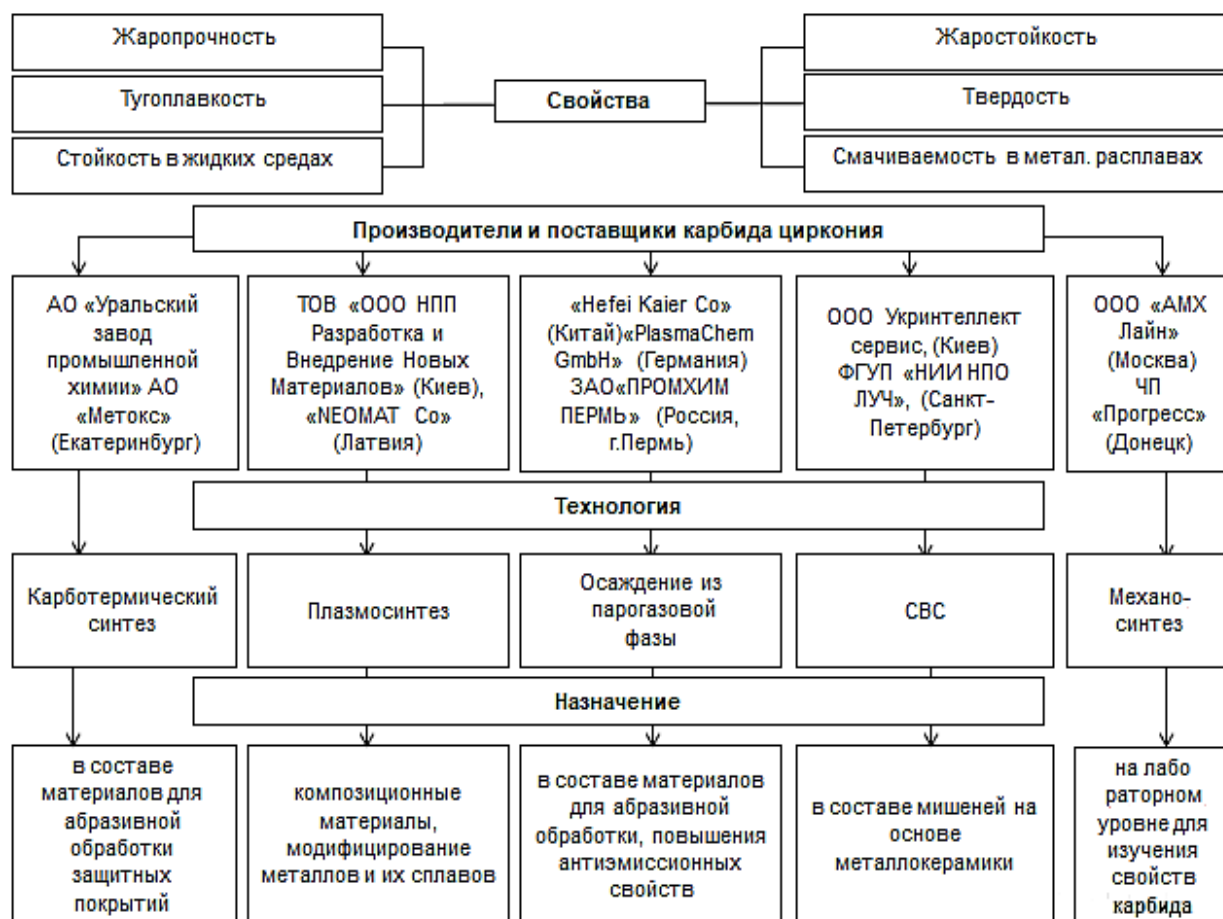 Жаропрочность
Жаростойкость
Тугоплавкость
Свойства
Твердость
Стойкость в жидких средах
Смачиваемость в метал. расплавах
Производители и поставщики карбида циркония
АО «Уральский
завод
промышленной
химии» АО
«Метокс»
(Екатеринбург)
ТОВ «ООО НПП
Разработка и
Внедрение Новых
Материалов» (Киев),
«NEOMAT Co»
(Латвия)
«Hefei Kaier Co»
(Китай)«PlasmaChem
GmbH» (Германия)
ЗАО«ПРОМХИМ
ПЕРМЬ» (Россия,
г.Пермь)
ООО Укринтеллект
сервис, (Киев)
ФГУП «НИИ НПО
ЛУЧ», (Санкт-
Петербург)
ООО «АМХ
Лайн»
(Москва)
ЧП
«Прогресс»
(Донецк)
Технология
Карботермический
синтез
Плазмосинтез
Осаждение из
парогазовой
фазы
СВС
Механо-
синтез
Назначение
в составе
материалов для
абразивной
обработки
защитных
покрытий
композиционные
материалы,
модифицирование
металлов и их сплавов
в составе материалов
для абразивной
обработки, повышения
антиэмиссионных
свойств
в составе мишеней на
основе
металлокерамики
на лабо
раторном
уровне для
изучения
свойств
карбида